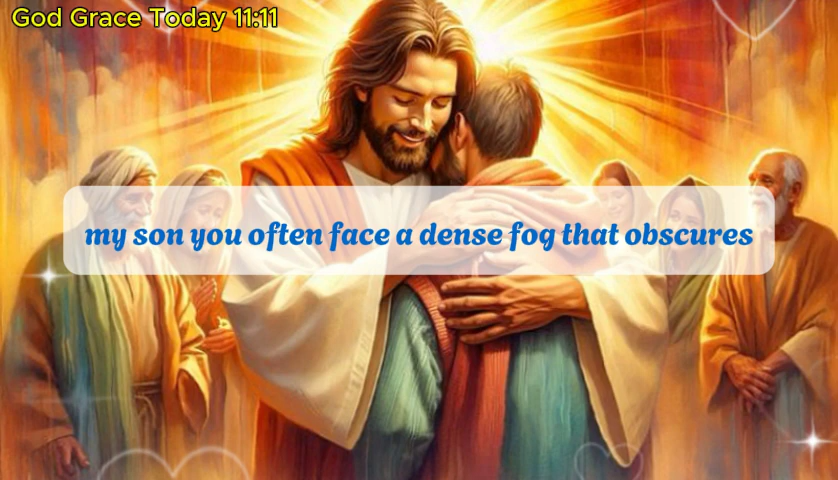 God Grace Today 11:11
my son you often face a dense fog that obscures